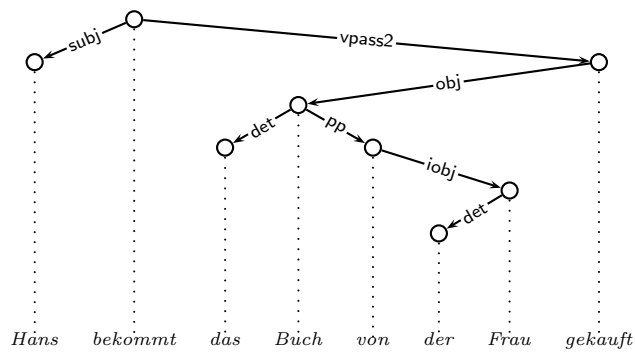 subj
vpass2
obj
det
pp
iobj
det
Hans bekommt das Buch von der Frau gekauft